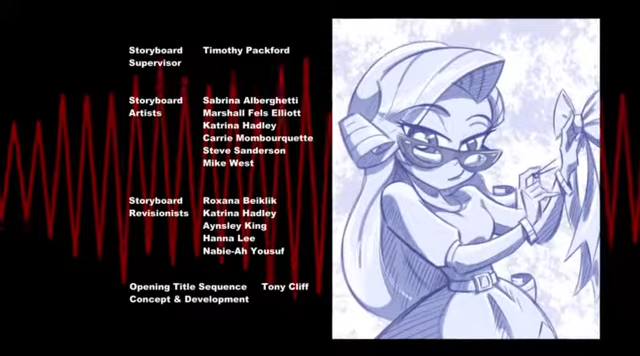 Storyboard Timothy Packford
Supervisor
Storyboard Sabrina Alberghetti
Artists Marshall Fels Elliott
Katrina Hadley
Carrie Mombourquette
Steve Sanderson
Mike West
Storyboard Roxana Beiklik
Revisionists Katrina Hadley
Aynsley King
Hanna Lee
Nabie-Ah Yousuf
Opening Title Sequence Tony Cliff
Concept & Development